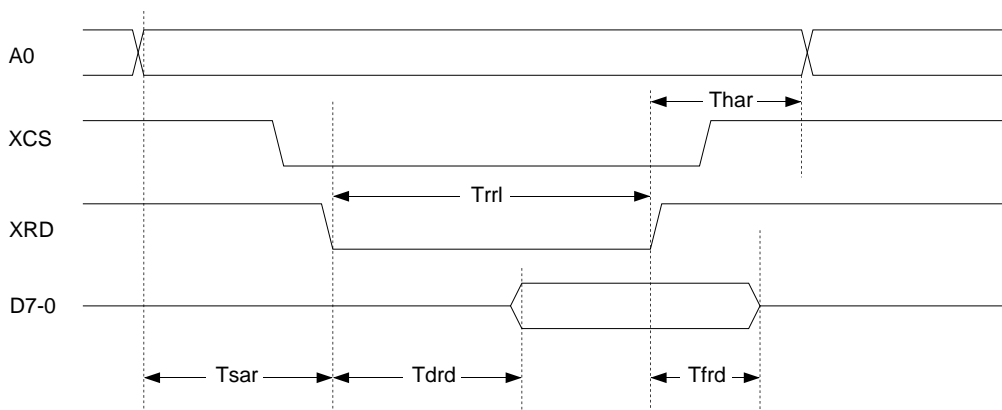 A0
Thar
XCS
Trrl
XRD
D7-0
Tsar
Tdrd
Tfrd